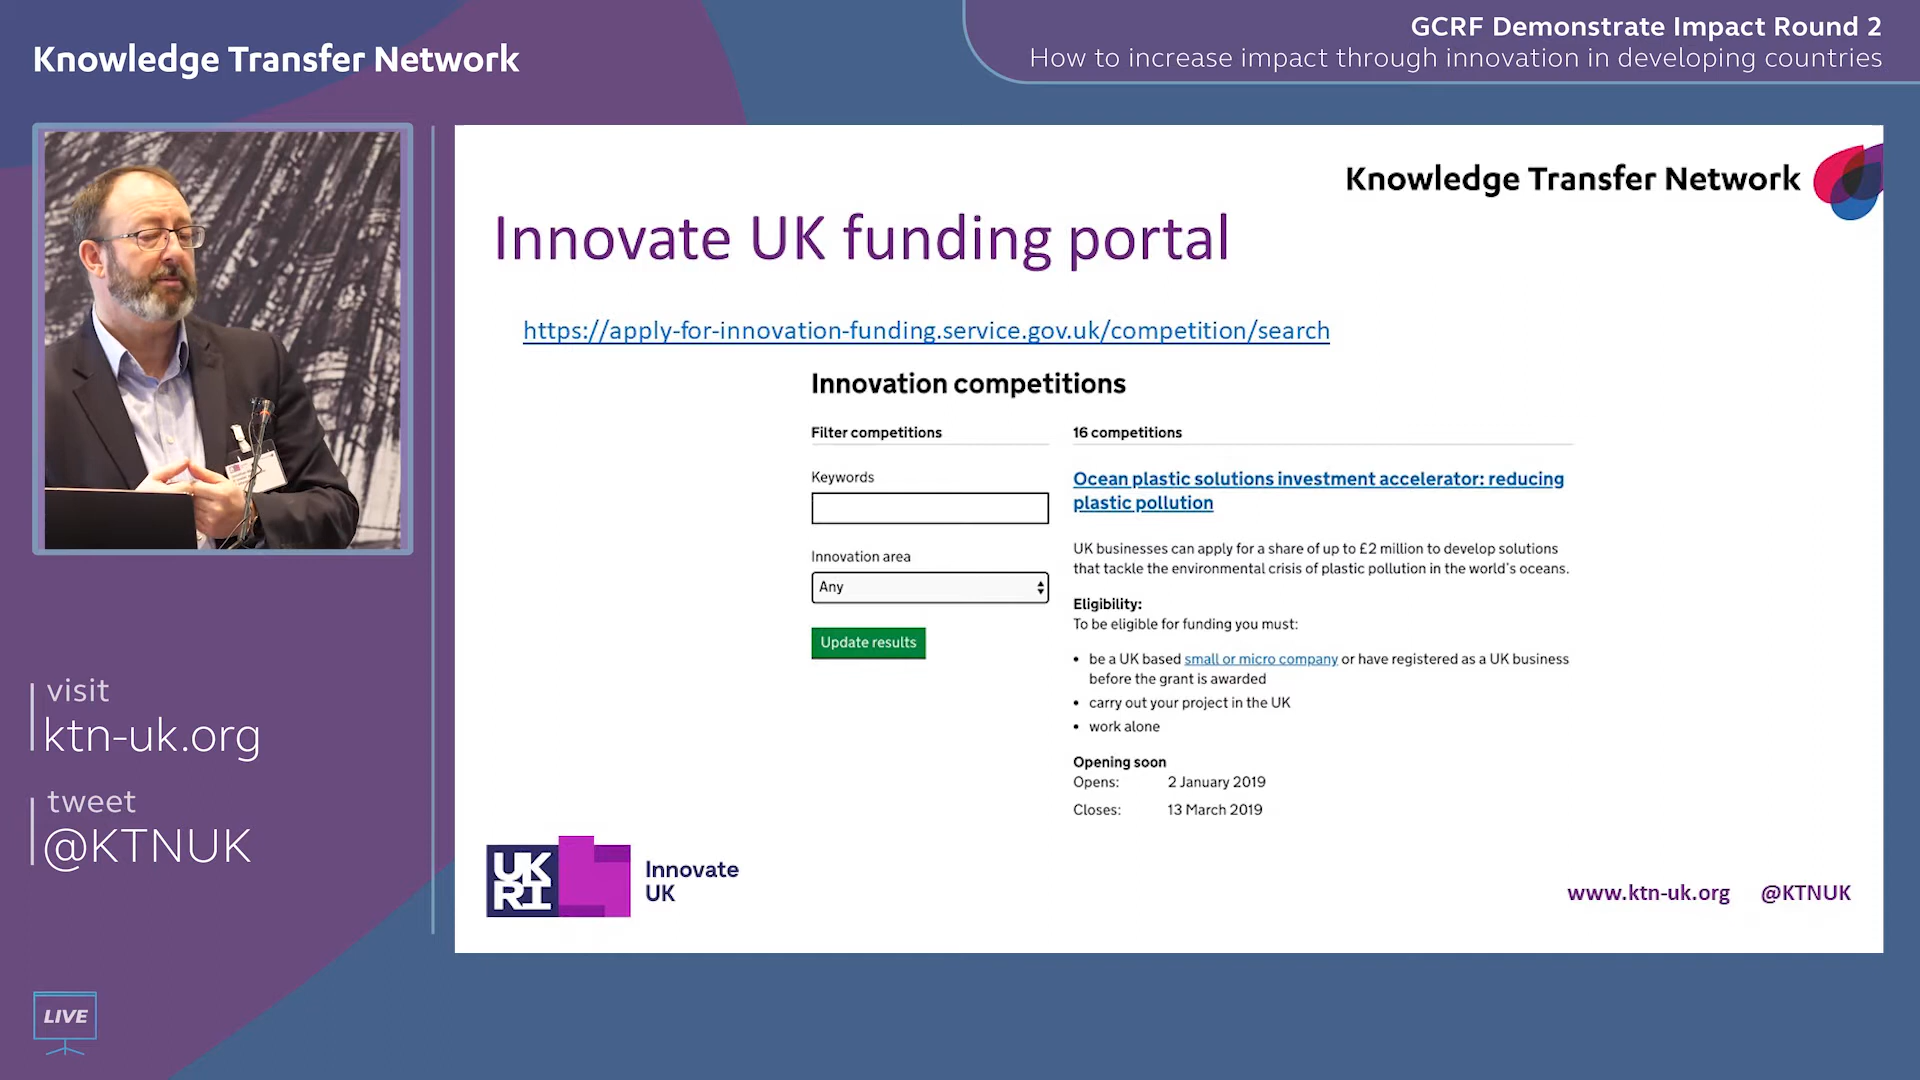 Knowledge Transfer Network
GCRF Demonstrate Impact Round 2
How to increase impact through innovation in developing countries
Knowledge Transfer Network
Innovate UK funding portal
https://apply-for-innovation-funding.service.gov.uk/competition/search
Innovation competitions
Filter competitions
Keywords
Innovation area
Any
Update results
16 competitions
Ocean plastic solutions investment accelerator: reducing
plastic pollution
UK businesses can apply for a share of up to £2 million to develop solutions
that tackle the environmental crisis of plastic pollution in the world's oceans.
Eligibility:
To be eligible for funding you must:
• be a UK based small or micro company or have registered as a UK business
before the grant is awarded
• carry out your project in the UK
• work alone
Opening soon
Opens: 2 January 2019
Closes: 13 March 2019
UK
RI
Innovate
UK
www.ktn-uk.org @KTNUK
visit
ktn-uk.org
tweet
@KTNUK
LIVE